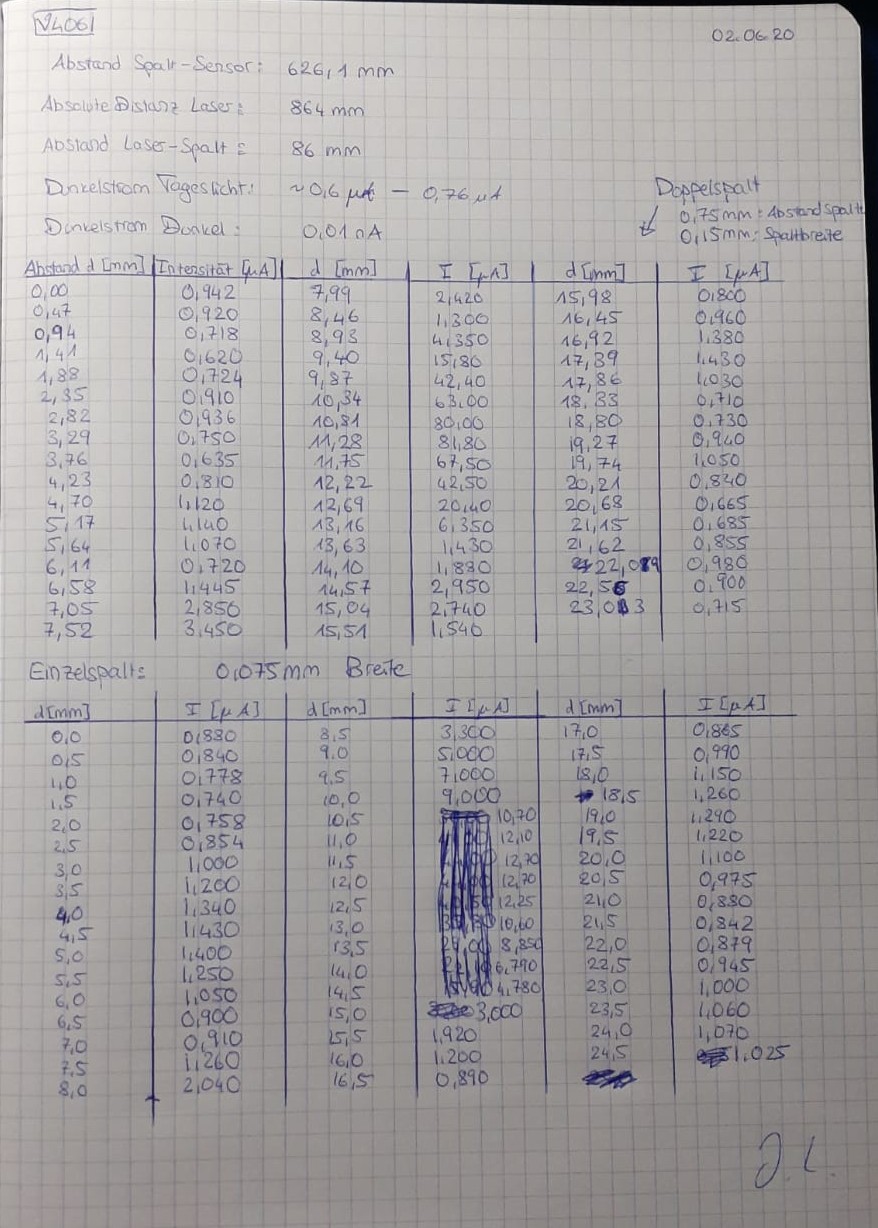 V406
02.06.20
Abstand Spalt-Sensor: 626,1 mm
Absolute Distanz Laser: 864 mm
Abstand Laser-Spalt: 86 mm
Dunkelstrom Tageslicht: ~0,6 μA - 0,76 μA
Doppelspalt
0,75mm: Abstand Spalte
Dunkelstrom Dunkel: 0,01 nA
0,15mm: Spaltbreite
Abstand d [mm] Intensität [μA] d [mm] I [μA] d [mm] I [μA]
0,00 0,942 7,99 2,420 15,98 0,800
0,47 0,920 8,46 1,300 16,45 0,960
0,94 0,718 8,93 4,350 16,92 1,380
1,41 0,620 9,40 15,80 17,39 1,430
1,88 0,724 9,87 42,40 17,86 1,030
2,35 0,910 10,34 63,00 18,33 0,710
2,82 0,936 10,81 80,00 18,80 0,730
3,29 0,750 11,28 81,80 19,27 0,940
3,76 0,635 11,75 67,50 19,74 1,050
4,23 0,810 12,22 42,50 20,21 0,840
4,70 1,120 12,69 20,40 20,68 0,665
5,17 1,140 13,16 6,350 21,15 0,685
5,64 1,070 13,63 1,430 21,62 0,855
6,11 0,720 14,10 1,880 22,09 0,980
6,58 1,445 14,57 2,950 22,56 0,900
7,05 2,850 15,04 2,740 23,03 0,715
7,52 3,450 15,51 1,540
Einzelspalt: 0,075mm Breite
d [mm] I [μA] d [mm] I [μA] d [mm] I [μA]
0,0 0,880 8,5 3,300 17,0 0,865
0,5 0,840 9,0 5,000 17,5 0,990
1,0 0,778 9,5 7,000 18,0 1,150
1,5 0,740 10,0 9,000 18,5 1,260
2,0 0,758 10,5 10,70 19,0 1,290
2,5 0,854 11,0 12,10 19,5 1,220
3,0 1,000 11,5 12,70 20,0 1,100
3,5 1,200 12,0 12,70 20,5 0,975
4,0 1,340 12,5 12,25 21,0 0,880
4,5 1,430 13,0 10,60 21,5 0,842
5,0 1,400 13,5 8,850 22,0 0,879
5,5 1,250 14,0 6,790 22,5 0,945
6,0 1,050 14,5 4,780 23,0 1,000
6,5 0,900 15,0 3,000 23,5 1,060
7,0 0,910 15,5 1,920 24,0 1,070
7,5 1,260 16,0 1,200 24,5 1,025
8,0 2,040 16,5 0,890
J.L.